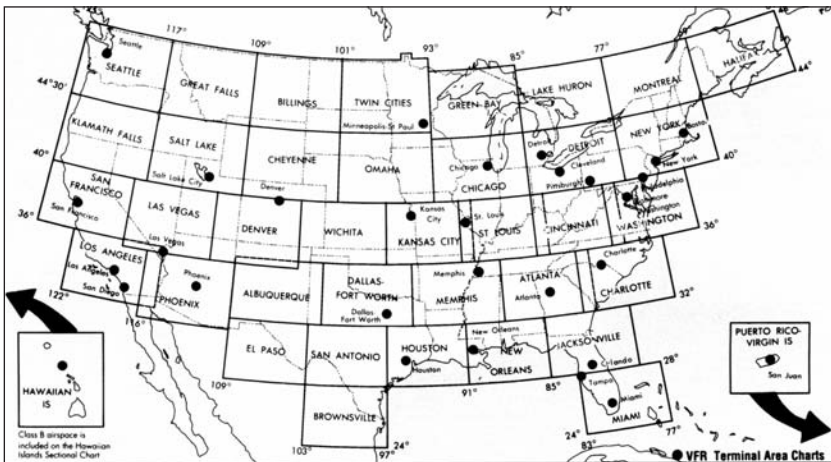 117°
109°
101°
93°
85°
77°
44°
44° 30'
40°
36°
Seattle
SEATTLE
GREAT FALLS
BILLINGS
TWIN CITIES
Minneapolis-St Paul
GREEN BAY
LAKE HURON
MONTREAL
HALIFAX
KLAMATH FALLS
SALT LAKE
Salt Lake City
CHEYENNE
OMAHA
Chicago
CHICAGO
Detroit
DETROIT
Cleveland
Pittsburgh
NEW YORK
Boston
New York
40°
SAN
FRANCISCO
San Francisco
LAS VEGAS
Las Vegas
Denver
DENVER
WICHITA
Kansas
City
KANSAS CITY
St. Louis
ST LOUIS
CINCINNATI
Philadelphia
Baltimore
Washington
WASHINGTON
36°
LOS ANGELES
Los Angeles
San Diego
Phoenix
PHOENIX
ALBUQUERQUE
DALLAS-
FORT WORTH
Dallas-
Fort Worth
Memphis
MEMPHIS
ATLANTA
Atlanta
Charlotte
CHARLOTTE
32°
122°
116°
EL PASO
SAN ANTONIO
HOUSTON
Houston
New Orleans
NEW
ORLEANS
JACKSONVILLE
Orlando
Tampa
28°
109°
91°
85°
BROWNSVILLE
103°
97°
24°
Miami
MIAMI
24°
83°
77°
HAWAIIAN
IS
Class B airspace is
included on the Hawaiian
Islands Sectional Chart
PUERTO RICO-
VIRGIN IS
San Juan
VFR Terminal Area Charts